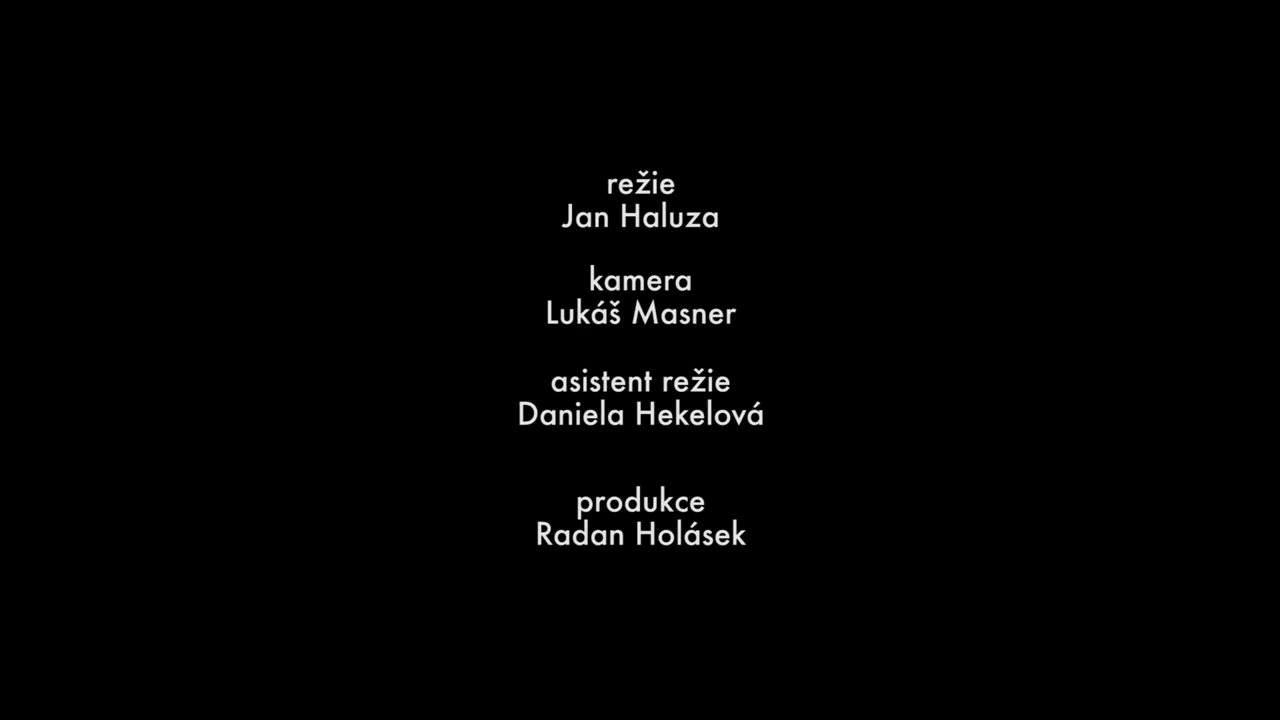 režie
Jan Haluza
kamera
Lukáš Masner
asistent režie
Daniela Hekelová
produkce
Radan Holásek